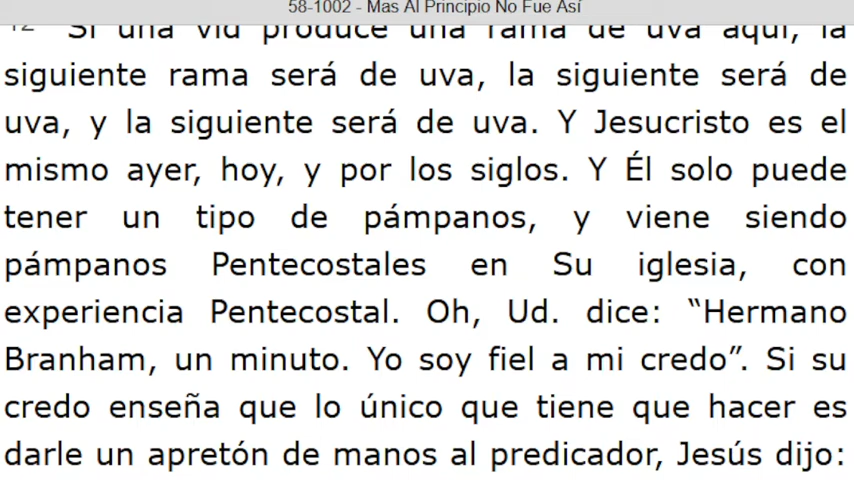 58-1002 - Mas Al Principio No Fue Así
12 Si una vid produce una rama de uva aquí, la
siguiente rama será de uva, la siguiente será de
uva, y la siguiente será de uva. Y Jesucristo es el
mismo ayer, hoy, y por los siglos. Y Él solo puede
tener un tipo de pámpanos, y viene siendo
pámpanos Pentecostales en Su iglesia, con
experiencia Pentecostal. Oh, Ud. dice: “Hermano
Branham, un minuto. Yo soy fiel a mi credo”. Si su
credo enseña que lo único que tiene que hacer es
darle un apretón de manos al predicador, Jesús dijo: